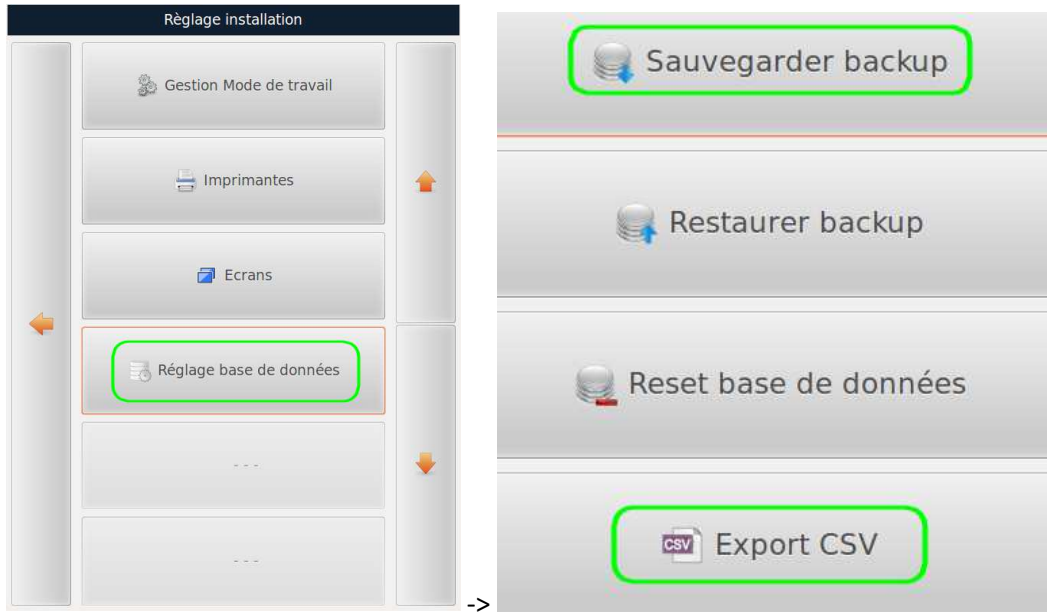 Règlage installation
Gestion Mode de travail
Imprimantes
Ecrans
Réglage base de données
- - -
- - -
->
Sauvegarder backup
Restaurer backup
Reset base de données
CSV Export CSV